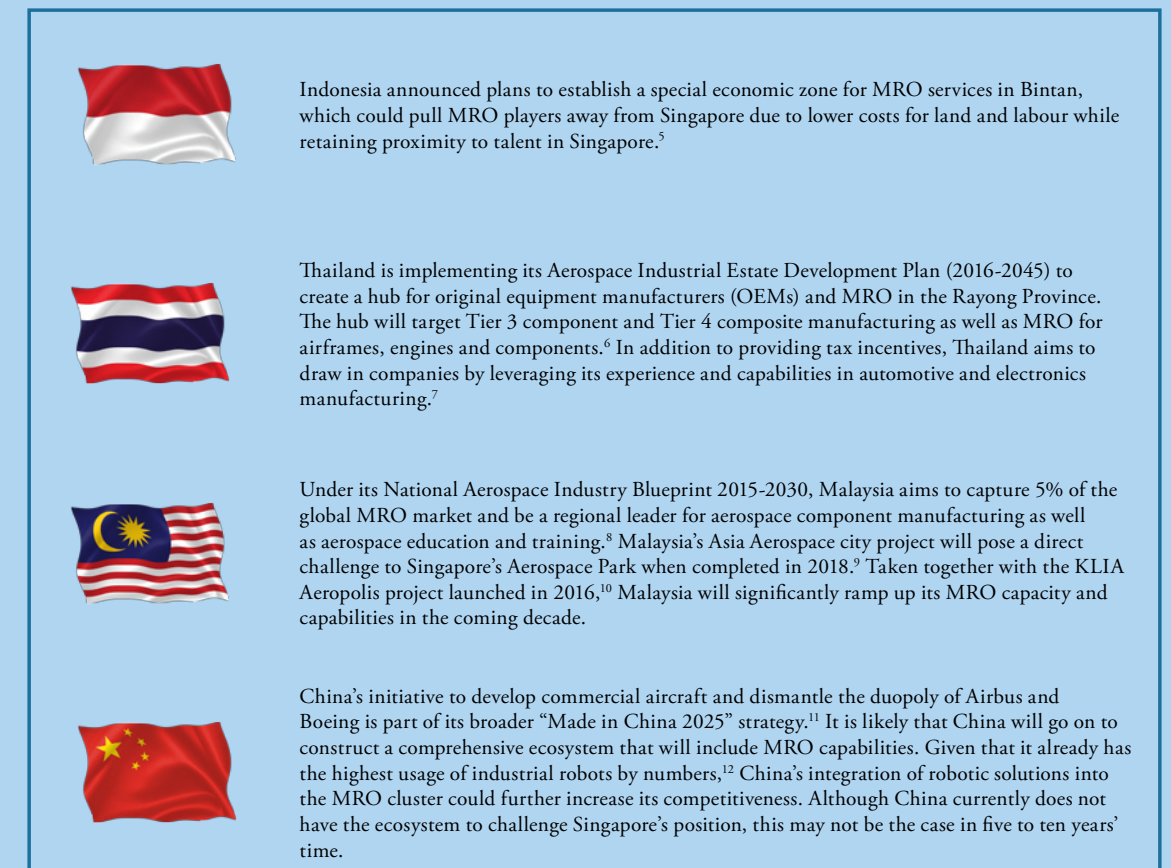 Indonesia announced plans to establish a special economic zone for MRO services in Bintan,
which could pull MRO players away from Singapore due to lower costs for land and labour while
retaining proximity to talent in Singapore.⁵
Thailand is implementing its Aerospace Industrial Estate Development Plan (2016-2045) to
create a hub for original equipment manufacturers (OEMs) and MRO in the Rayong Province.
The hub will target Tier 3 component and Tier 4 composite manufacturing as well as MRO for
airframes, engines and components.⁶ In addition to providing tax incentives, Thailand aims to
draw in companies by leveraging its experience and capabilities in automotive and electronics
manufacturing.⁷
Under its National Aerospace Industry Blueprint 2015-2030, Malaysia aims to capture 5% of the
global MRO market and be a regional leader for aerospace component manufacturing as well
as aerospace education and training.⁸ Malaysia’s Asia Aerospace city project will pose a direct
challenge to Singapore’s Aerospace Park when completed in 2018.⁹ Taken together with the KLIA
Aeropolis project launched in 2016,¹⁰ Malaysia will significantly ramp up its MRO capacity and
capabilities in the coming decade.
China’s initiative to develop commercial aircraft and dismantle the duopoly of Airbus and
Boeing is part of its broader “Made in China 2025” strategy.¹¹ It is likely that China will go on to
construct a comprehensive ecosystem that will include MRO capabilities. Given that it already has
the highest usage of industrial robots by numbers,¹² China’s integration of robotic solutions into
the MRO cluster could further increase its competitiveness. Although China currently does not
have the ecosystem to challenge Singapore’s position, this may not be the case in five to ten years’
time.